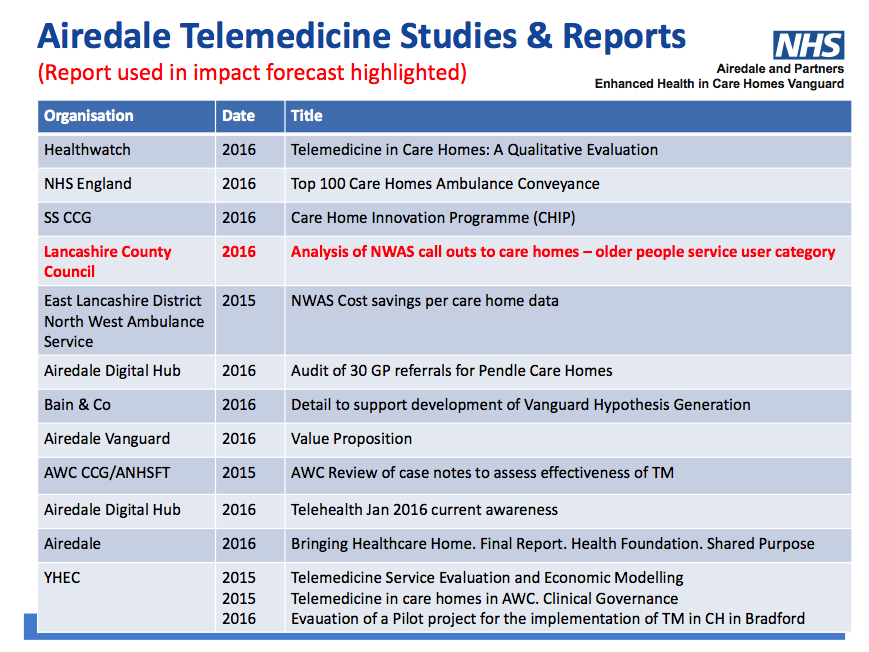 Airedale Telemedicine Studies & Reports
(Report used in impact forecast highlighted)
NHS
Airedale and Partners
Enhanced Health in Care Homes Vanguard
Organisation Date Title
Healthwatch 2016 Telemedicine in Care Homes: A Qualitative Evaluation
NHS England 2016 Top 100 Care Homes Ambulance Conveyance
SS CCG 2016 Care Home Innovation Programme (CHIP)
Lancashire County 2016 Analysis of NWAS call outs to care homes – older people service user category
Council
East Lancashire District 2015 NWAS Cost savings per care home data
North West Ambulance
Service
Airedale Digital Hub 2016 Audit of 30 GP referrals for Pendle Care Homes
Bain & Co 2016 Detail to support development of Vanguard Hypothesis Generation
Airedale Vanguard 2016 Value Proposition
AWC CCG/ANHSFT 2015 AWC Review of case notes to assess effectiveness of TM
Airedale Digital Hub 2016 Telehealth Jan 2016 current awareness
Airedale 2016 Bringing Healthcare Home. Final Report. Health Foundation. Shared Purpose
YHEC 2015 Telemedicine Service Evaluation and Economic Modelling
2015 Telemedicine in care homes in AWC. Clinical Governance
2016 Evauation of a Pilot project for the implementation of TM in CH in Bradford